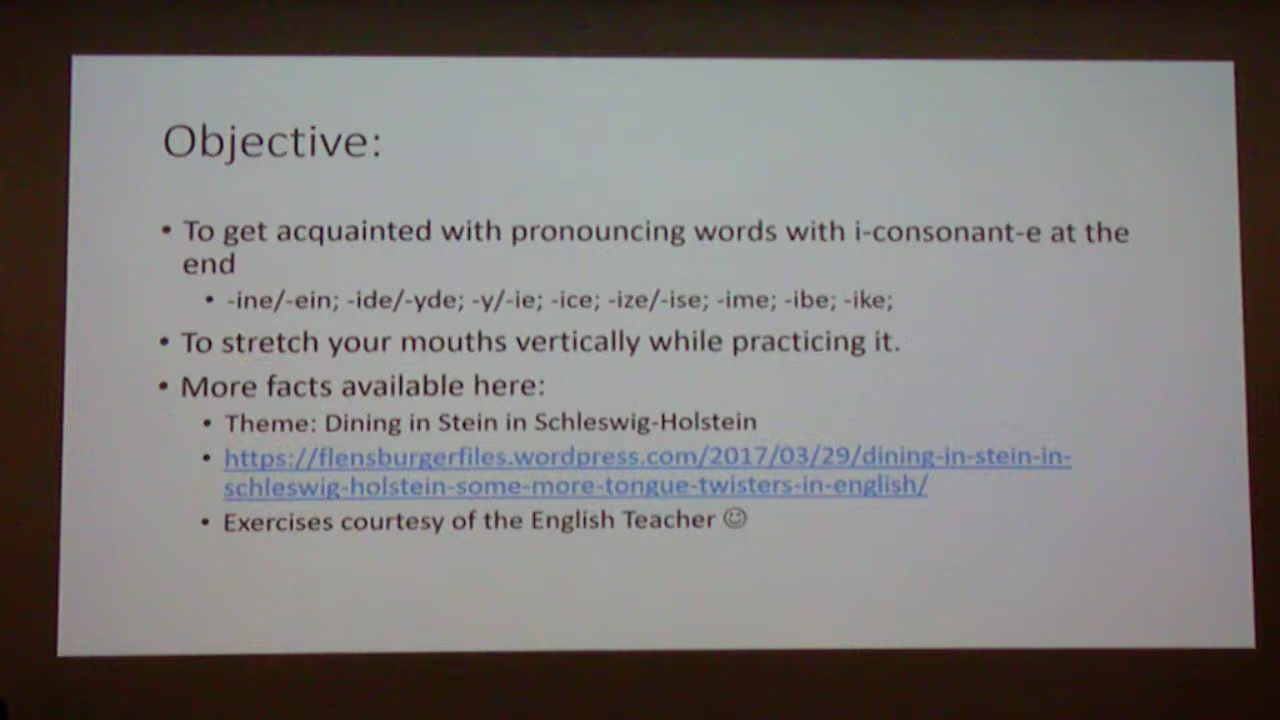 Objective:
• To get acquainted with pronouncing words with i-consonant-e at the
end
• -ine/-ein; -ide/-yde; -y/-ie; -ice; -ize/-ise; -ime; -ibe; -ike;
• To stretch your mouths vertically while practicing it.
• More facts available here:
• Theme: Dining in Stein in Schleswig-Holstein
• https://flensburgerfiles.wordpress.com/2017/03/29/dining-in-stein-in-
schleswig-holstein-some-more-tongue-twisters-in-english/
• Exercises courtesy of the English Teacher ☺